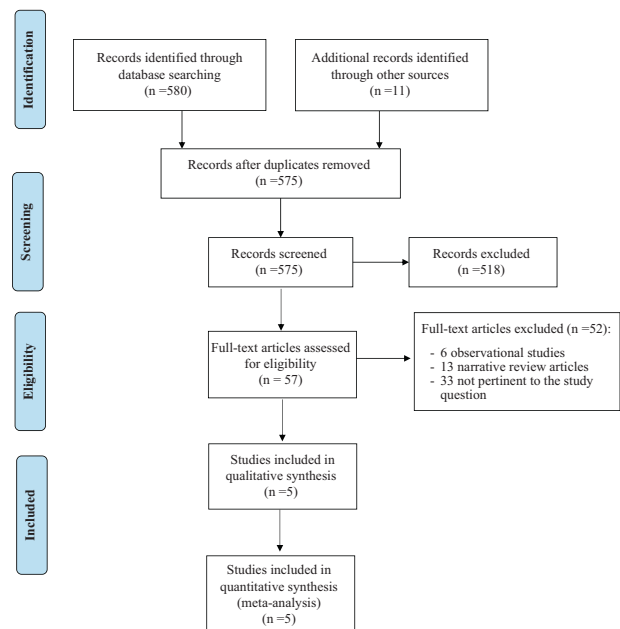 Identification
Records identified through
database searching
(n =580)
Additional records identified
through other sources
(n =11)
Records after duplicates removed
(n =575)
Screening
Records screened
(n =575)
Records excluded
(n =518)
Eligibility
Full-text articles assessed
for eligibility
(n = 57)
Full-text articles excluded (n =52):
- 6 observational studies
- 13 narrative review articles
- 33 not pertinent to the study
question
Included
Studies included in
qualitative synthesis
(n =5)
Studies included in
quantitative synthesis
(meta-analysis)
(n =5)